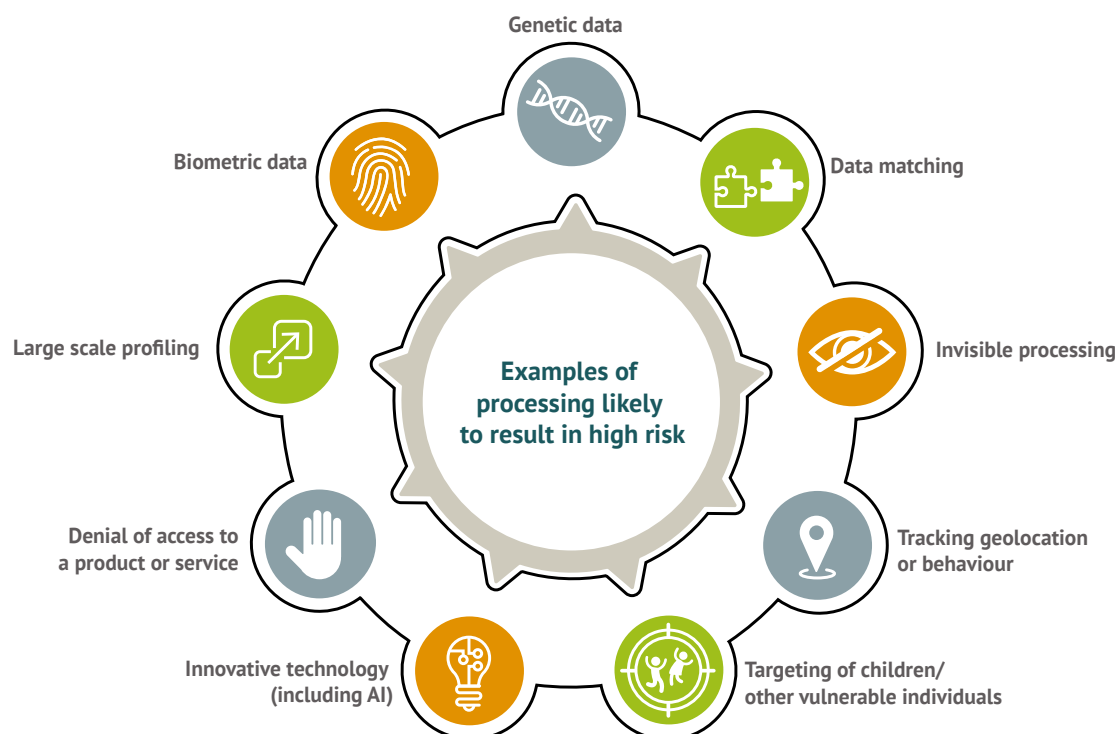 Genetic data
Biometric data
Data matching
Large scale profiling
Invisible processing
Examples of
processing likely
to result in high risk
Denial of access to
a product or service
Tracking geolocation
or behaviour
Innovative technology
(including AI)
Targeting of children/
other vulnerable individuals